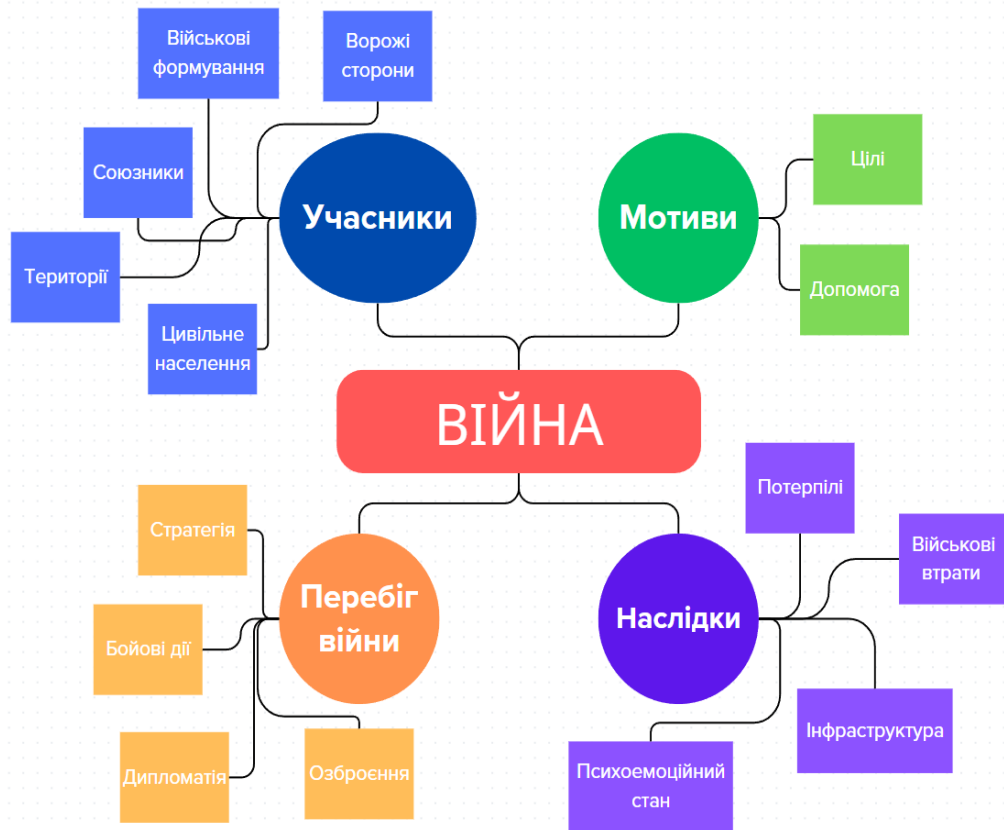 Військові
формування
Ворожі
сторони
Союзники
Території
Цивільне
населення
Учасники
Мотиви
Цілі
Допомога
ВІЙНА
Стратегія
Бойові дії
Дипломатія
Озброєння
Перебіг
війни
Наслідки
Потерпілі
Військові
втрати
Інфраструктура
Психоемоційний
стан